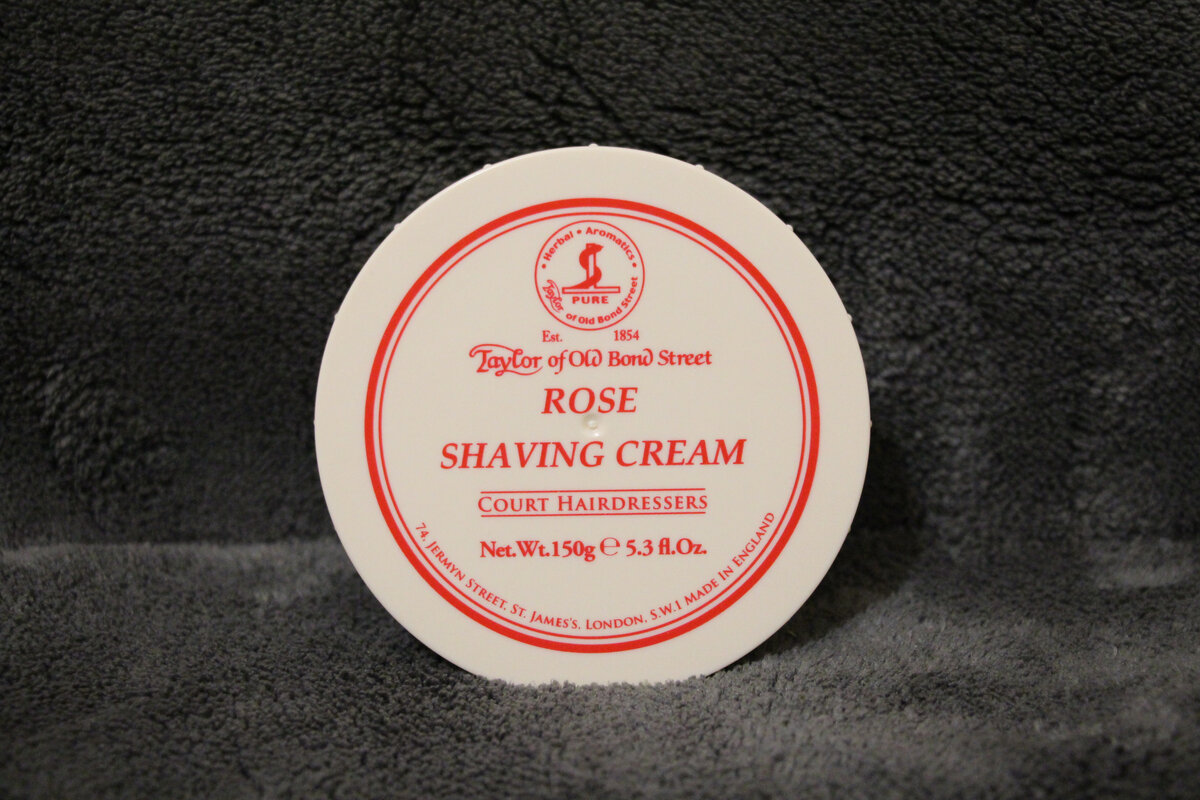 Herbal • Aromatics
PURE
Taylor of Old Bond Street
Est. 1854
Taylor of Old Bond Street
ROSE
SHAVING CREAM
COURT HAIRDRESSERS
Net.Wt.150g ℮ 5.3 fl.Oz.
74, JERMYN STREET, ST. JAMES'S, LONDON, S.W.1 MADE IN ENGLAND